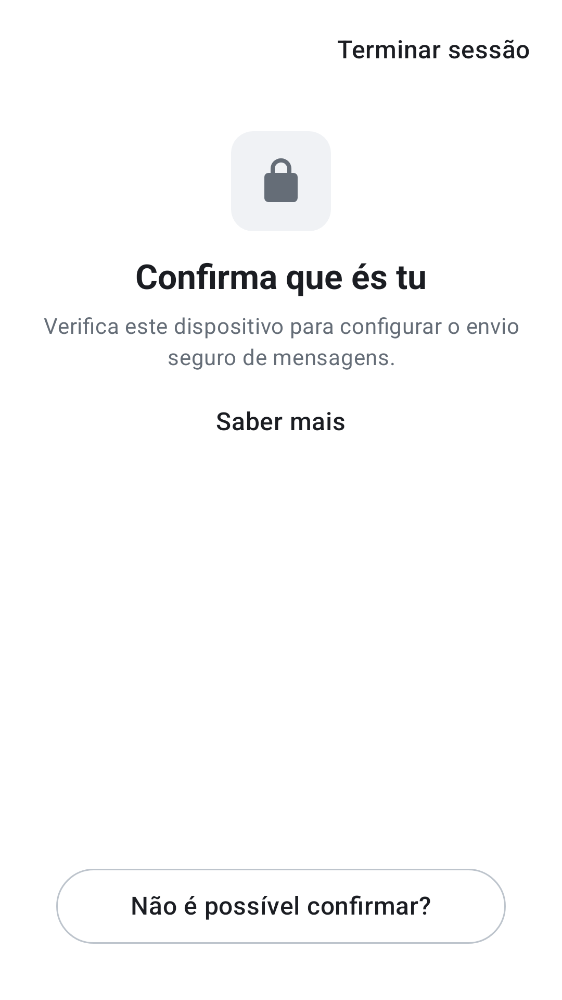 Terminar sessão
Confirma que és tu
Verifica este dispositivo para configurar o envio
seguro de mensagens.
Saber mais
Não é possível confirmar?